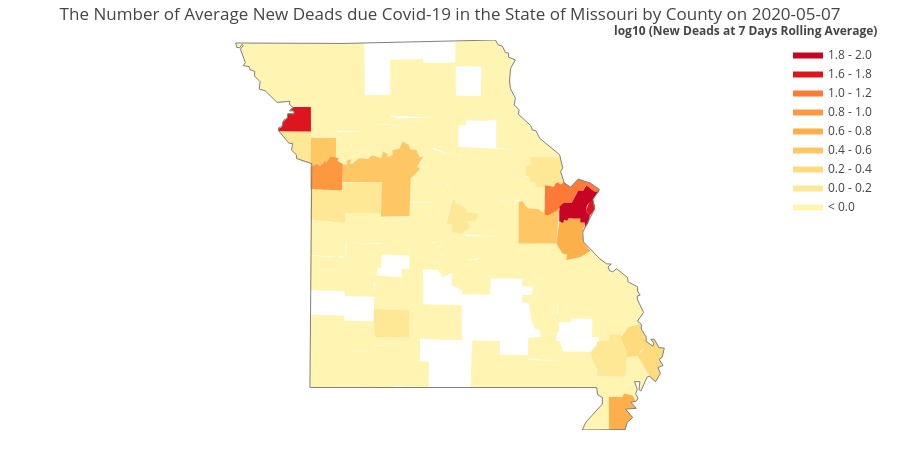 The Number of Average New Deads due Covid-19 in the State of Missouri by County on 2020-05-07
log10 (New Deads at 7 Days Rolling Average)
1.8 - 2.0
1.6 - 1.8
1.0 - 1.2
0.8 - 1.0
0.6 - 0.8
0.4 - 0.6
0.2 - 0.4
0.0 - 0.2
< 0.0